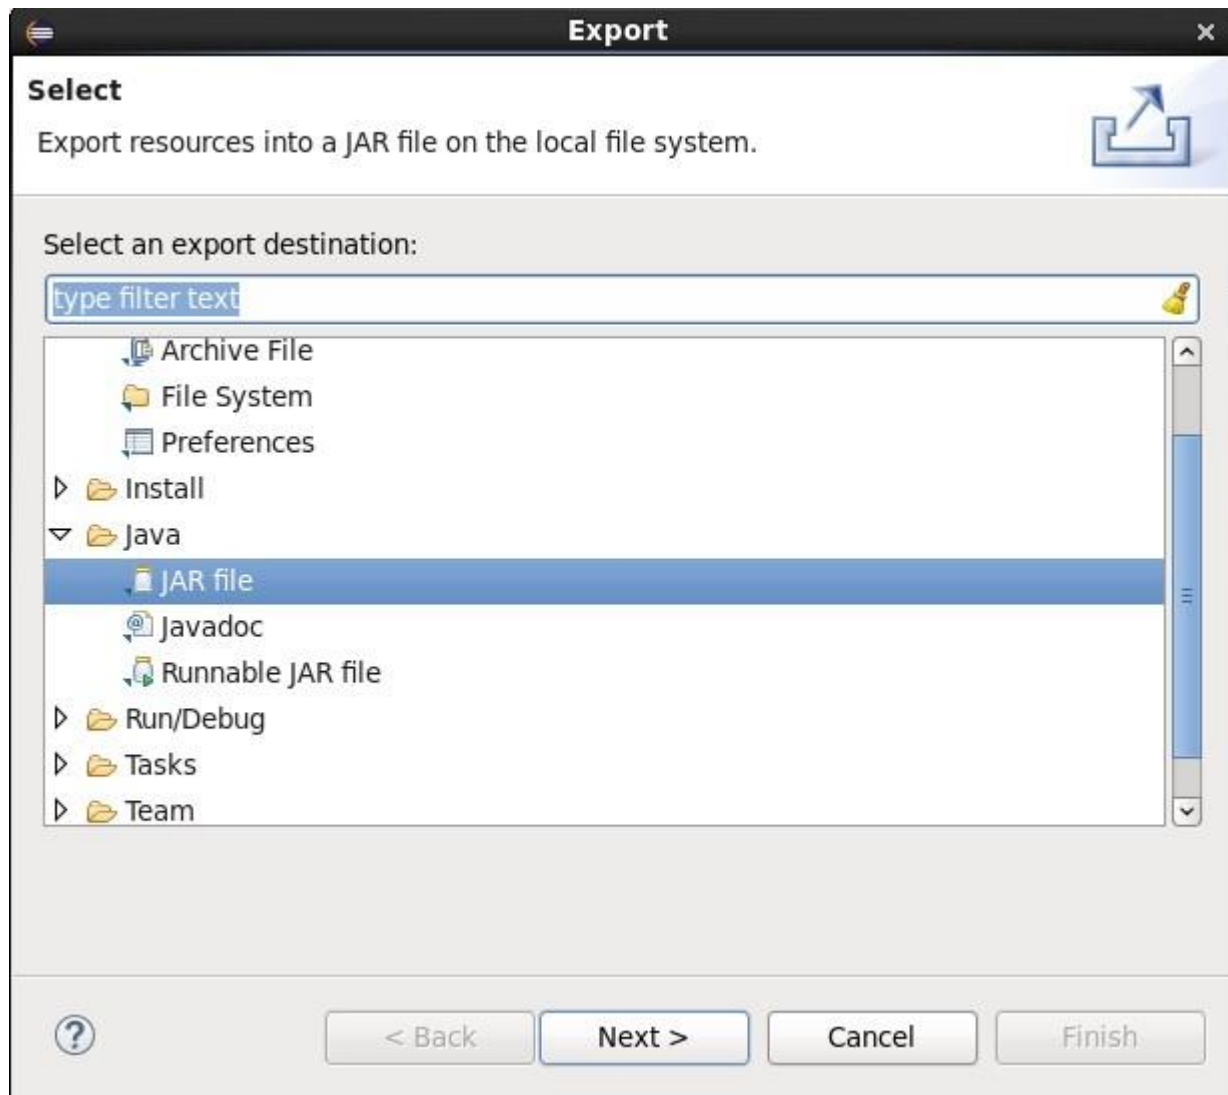 Export
Select
Export resources into a JAR file on the local file system.
Select an export destination:
type filter text
Archive File
File System
Preferences
Install
Java
JAR file
Javadoc
Runnable JAR file
Run/Debug
Tasks
Team
< Back
Next >
Cancel
Finish